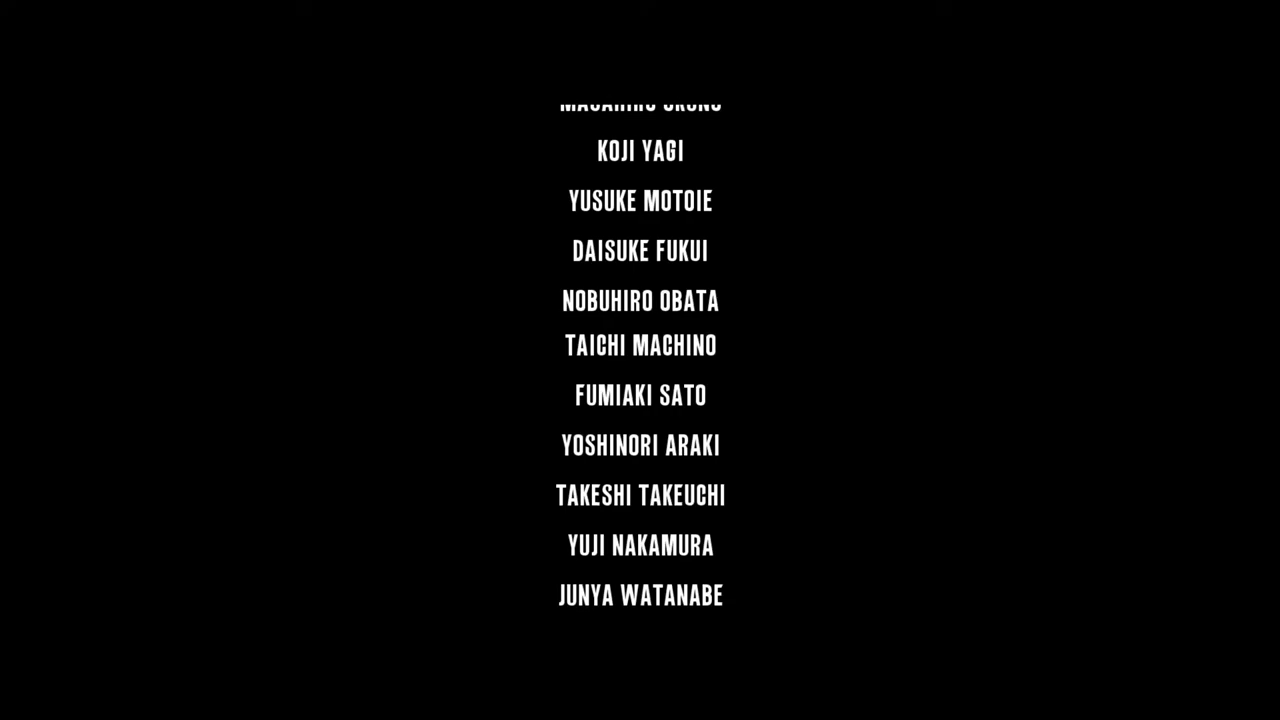 KOJI YAGI
YUSUKE MOTOIE
DAISUKE FUKUI
NOBUHIRO OBATA
TAICHI MACHINO
FUMIAKI SATO
YOSHINORI ARAKI
TAKESHI TAKEUCHI
YUJI NAKAMURA
JUNYA WATANABE